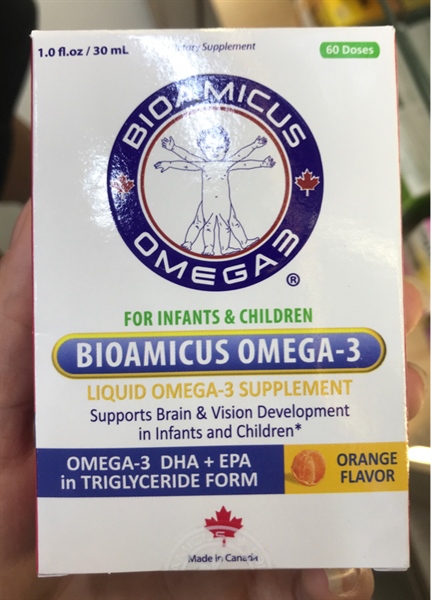 1.0 fl.oz / 30 mL
Supplement
60 Doses
BIOAMICUS
OMEGA3
®
FOR INFANTS & CHILDREN
BIOAMICUS OMEGA-3
LIQUID OMEGA-3 SUPPLEMENT
Supports Brain & Vision Development
in Infants and Children*
OMEGA-3 DHA + EPA
in TRIGLYCERIDE FORM
ORANGE
FLAVOR
Made in Canada